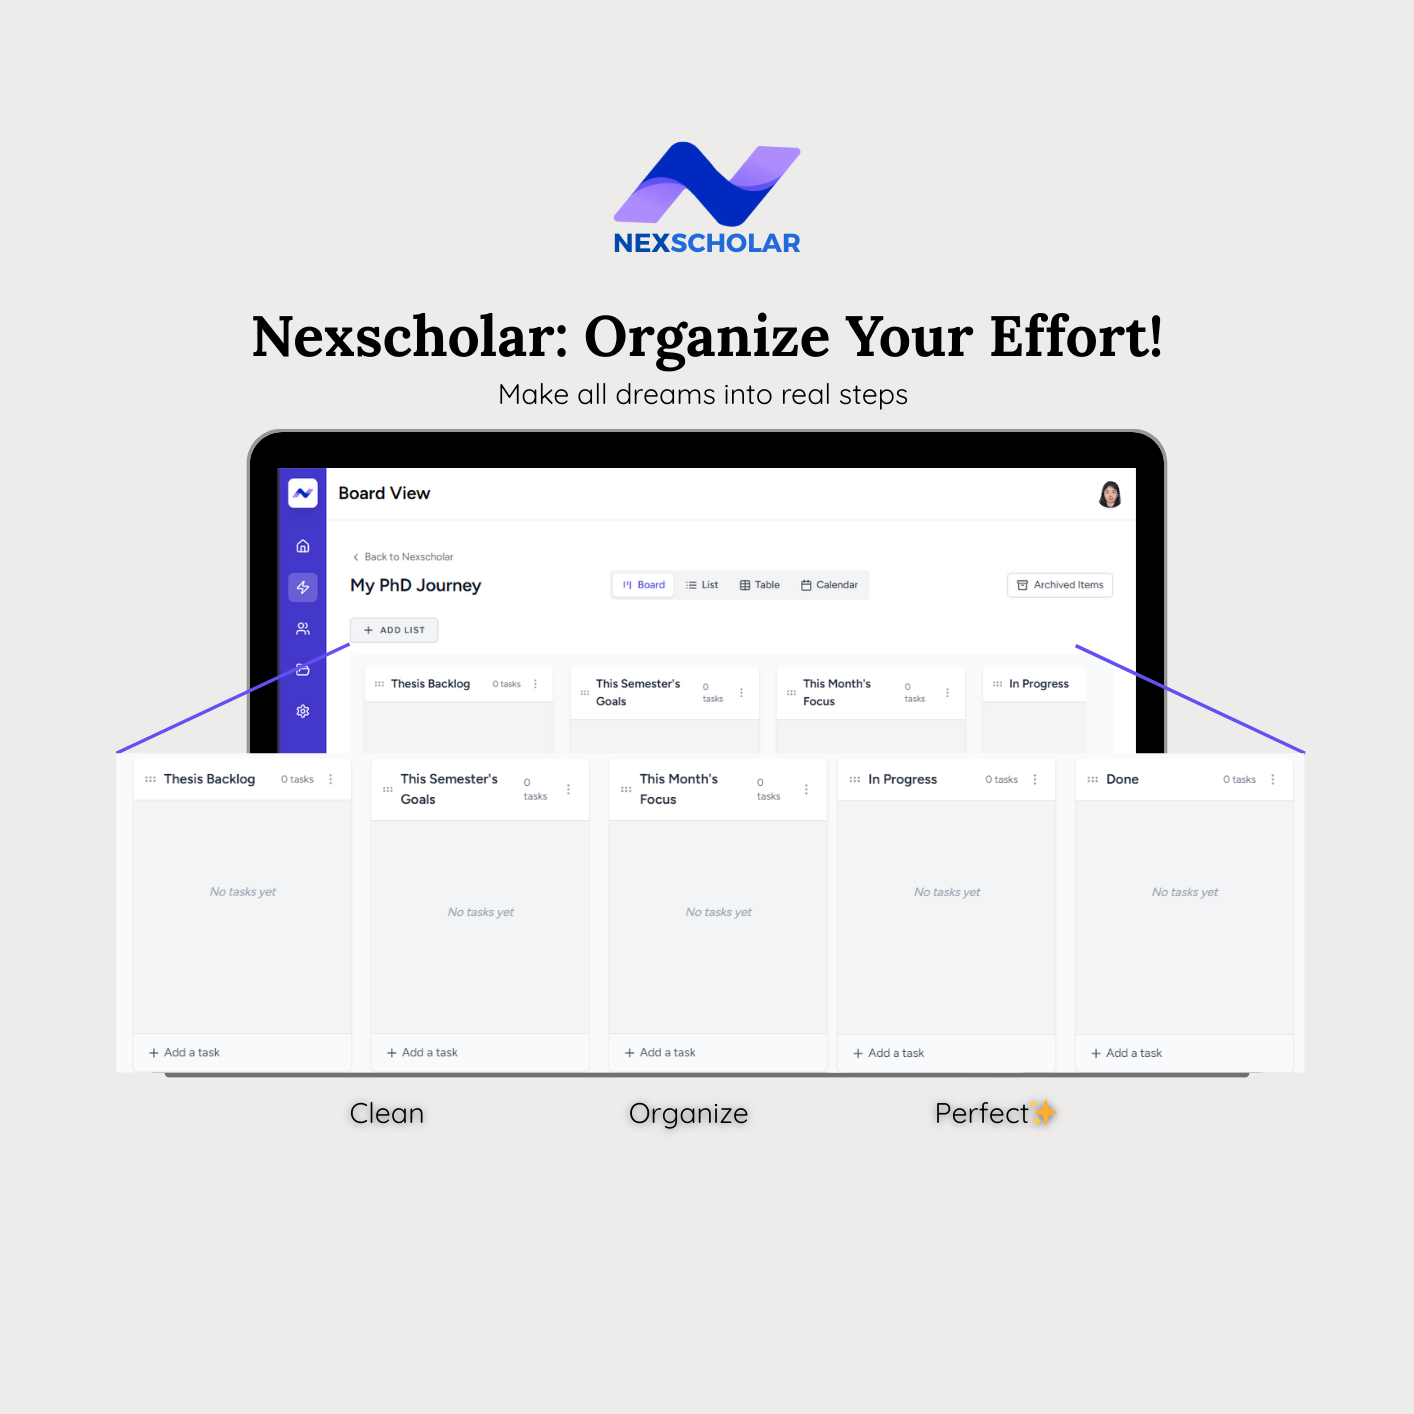 NEXSCHOLAR
Nexscholar: Organize Your Effort!
Make all dreams into real steps
Board View
Back to Nexscholar
My PhD Journey
Board List Table Calendar
Archived Items
+ ADD LIST
Thesis Backlog 0 tasks
This Semester's Goals 0 tasks
This Month's Focus 0 tasks
In Progress
Thesis Backlog 0 tasks
This Semester's
Goals
0
tasks
This Month's
Focus
0
tasks
In Progress 0 tasks
Done 0 tasks
No tasks yet
No tasks yet
No tasks yet
No tasks yet
No tasks yet
+ Add a task
+ Add a task
+ Add a task
+ Add a task
+ Add a task
Clean
Organize
Perfect✨